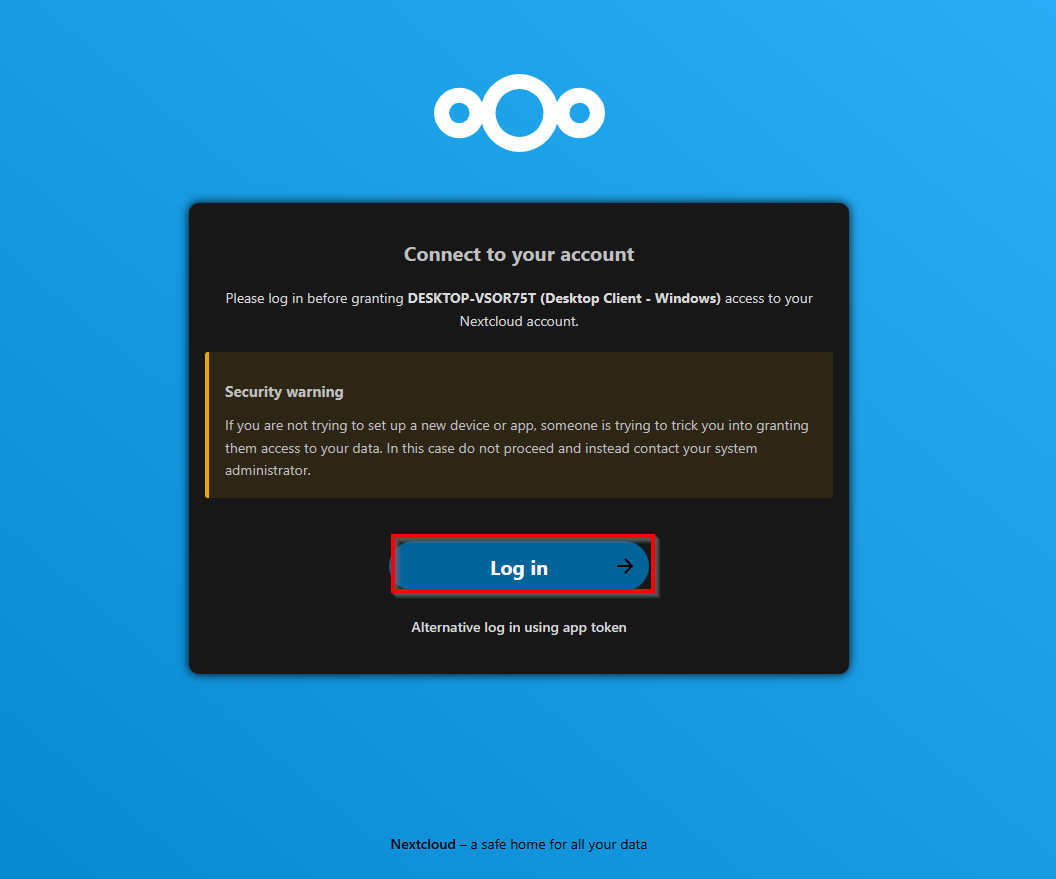 Connect to your account
Please log in before granting DESKTOP-VSOR75T (Desktop Client - Windows) access to your
Nextcloud account.
Security warning
If you are not trying to set up a new device or app, someone is trying to trick you into granting
them access to your data. In this case do not proceed and instead contact your system
administrator.
Log in
Alternative log in using app token
Nextcloud – a safe home for all your data